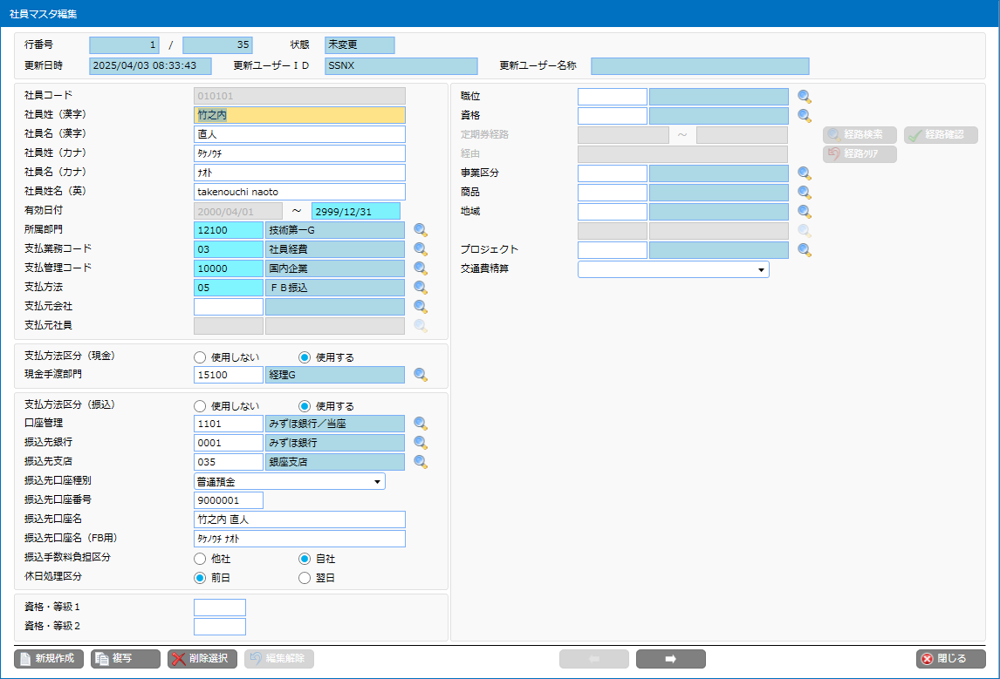 社員マスタ編集
行番号 1 / 35 状態 未変更
更新日時 2025/04/03 08:33:43 更新ユーザーＩＤ SSNX 更新ユーザー名称
社員コード 010101
社員姓（漢字） 竹之内
社員名（漢字） 直人
社員姓（カナ） ﾀｹﾉｳﾁ
社員名（カナ） ﾅｵﾄ
社員姓名（英） takenouchi naoto
有効日付 2000/04/01 ～ 2999/12/31
所属部門 12100 技術第一G
支払業務コード 03 社員経費
支払管理コード 10000 国内企業
支払方法 05 ＦＢ振込
支払元会社
支払元社員
支払方法区分（現金） 使用しない 使用する
現金手渡部門 15100 経理G
支払方法区分（振込） 使用しない 使用する
口座管理 1101 みずほ銀行／当座
振込先銀行 0001 みずほ銀行
振込先支店 035 銀座支店
振込先口座種別 普通預金
振込先口座番号 9000001
振込先口座名 竹之内 直人
振込先口座名（FB用） ﾀｹﾉｳﾁ ﾅｵﾄ
振込手数料負担区分 他社 自社
休日処理区分 前日 翌日
資格・等級１
資格・等級２
職位
資格
定期券経路 ～ 経路検索 経路確認
経由 経路ｸﾘｱ
事業区分
商品
地域
プロジェクト
交通費精算
新規作成 複写 削除選択 編集解除 閉じる